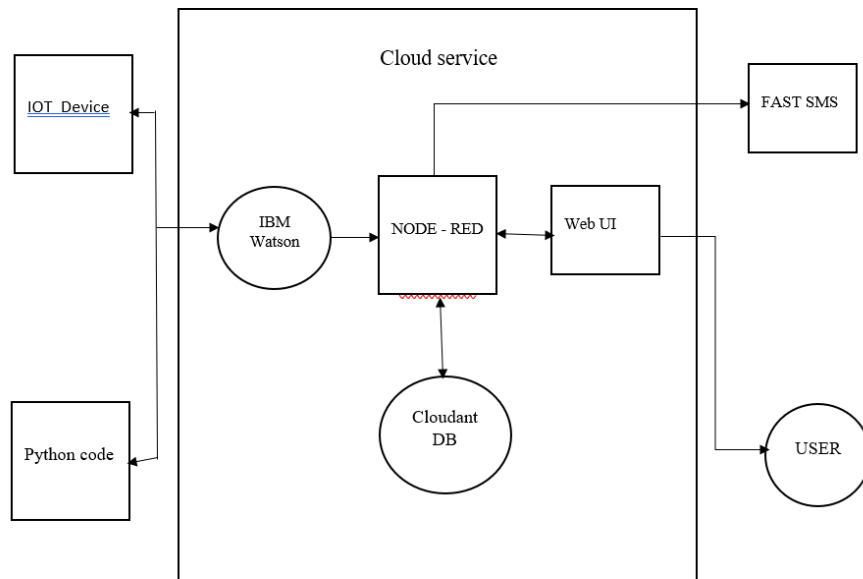 Cloud service
IOT Device
FAST SMS
IBM
Watson
NODE - RED
Web UI
Cloudant
DB
Python code
USER